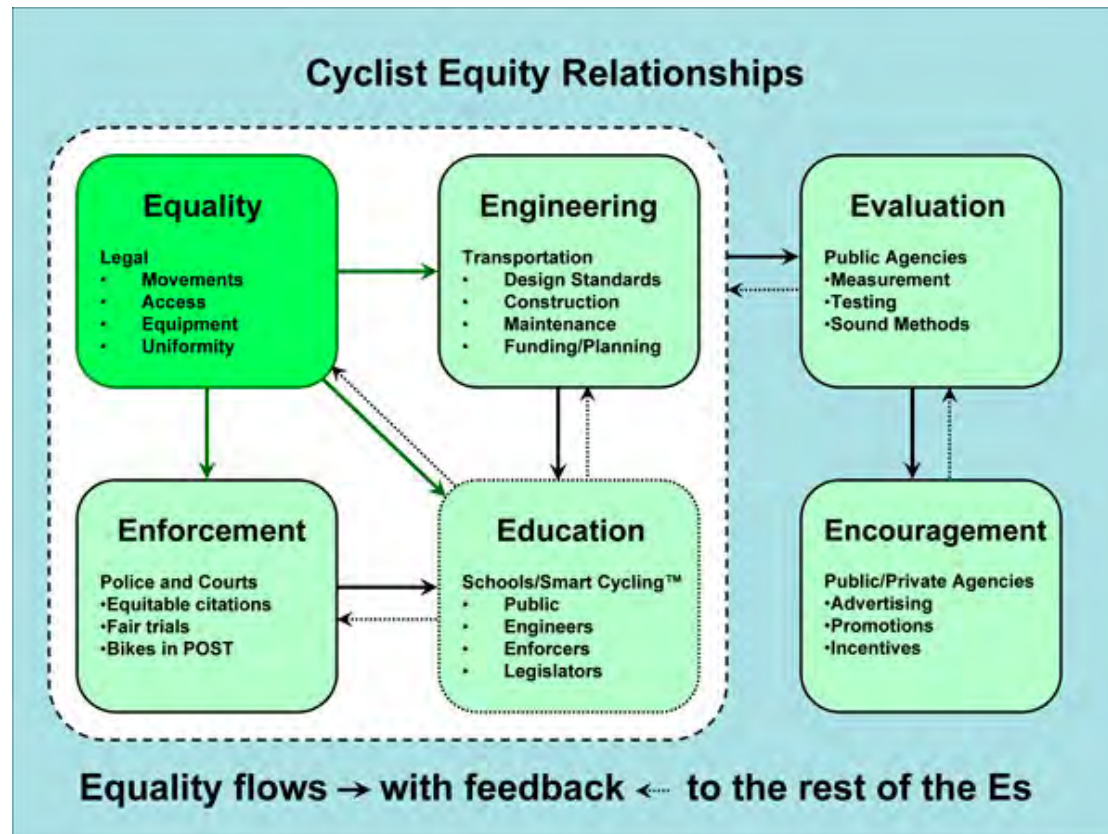 Cyclist Equity Relationships
Equality
Legal
• Movements
• Access
• Equipment
• Uniformity
Engineering
Transportation
• Design Standards
• Construction
• Maintenance
• Funding/Planning
Evaluation
Public Agencies
•Measurement
•Testing
•Sound Methods
Enforcement
Police and Courts
•Equitable citations
•Fair trials
•Bikes in POST
Education
Schools/Smart Cycling™
• Public
• Engineers
• Enforcers
• Legislators
Encouragement
Public/Private Agencies
•Advertising
•Promotions
•Incentives
Equality flows → with feedback ⇠ to the rest of the Es